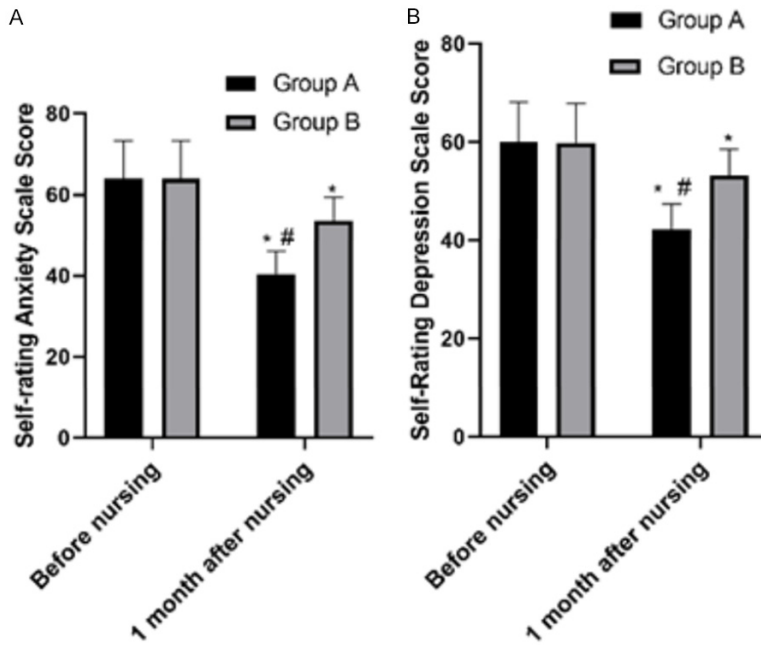 A
Group A
Group B
Self-rating Anxiety Scale Score
80
60
40
20
0
* #
*
Before nursing
1 month after nursing
B
Group A
Group B
Self-Rating Depression Scale Score
80
60
40
20
0
* #
*
Before nursing
1 month after nursing